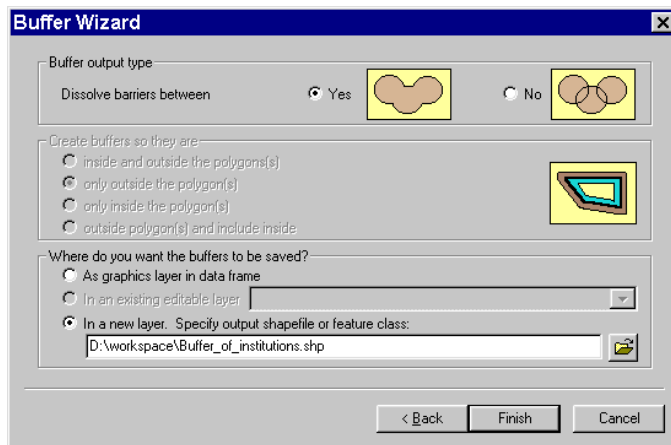 Buffer Wizard
Buffer output type
Dissolve barriers between
Yes
No
Create buffers so they are
inside and outside the polygons(s)
only outside the polygon(s)
only inside the polygon(s)
outside polygon(s) and include inside
Where do you want the buffers to be saved?
As graphics layer in data frame
In an existing editable layer
In a new layer. Specify output shapefile or feature class:
D:\workspace\Buffer_of_institutions.shp
< Back
Finish
Cancel